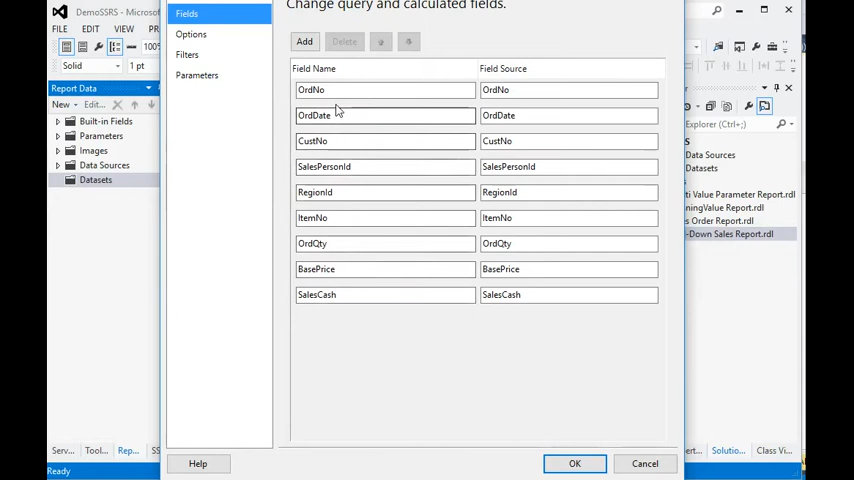 DemoSSRS - Microsof
FILE EDIT VIEW PR
100%
Solid 1 pt
Report Data
New Edit...
Built-in Fields
Parameters
Images
Data Sources
Datasets
Serv... Tool... Rep... SS
Ready
Fields
Options
Filters
Parameters
Help
Change query and calculated fields.
Add Delete
Field Name Field Source
OrdNo OrdNo
OrdDate OrdDate
CustNo CustNo
SalesPersonId SalesPersonId
RegionId RegionId
ItemNo ItemNo
OrdQty OrdQty
BasePrice BasePrice
SalesCash SalesCash
OK Cancel
Explorer (Ctrl+;)
S
Data Sources
Datasets
ti Value Parameter Report.rdl
ningValue Report.rdl
s Order Report.rdl
-Down Sales Report.rdl
ert... Solutio... Class Vi...